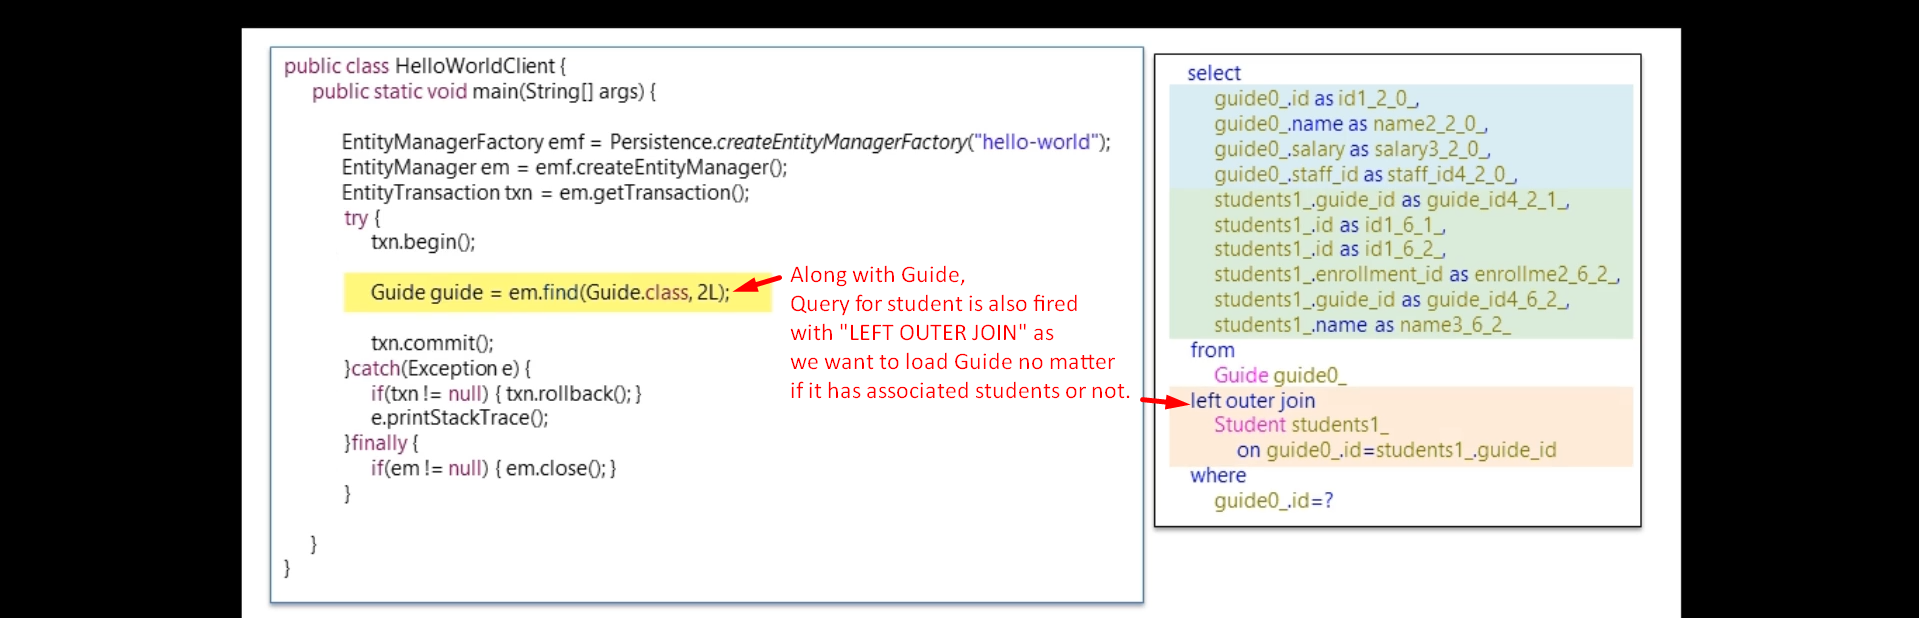 public class HelloWorldClient {
public static void main(String[] args) {
EntityManagerFactory emf = Persistence.createEntityManagerFactory("hello-world");
EntityManager em = emf.createEntityManager();
EntityTransaction txn = em.getTransaction();
try {
txn.begin();
Guide guide = em.find(Guide.class, 2L);
txn.commit();
}catch(Exception e) {
if(txn != null) { txn.rollback(); }
e.printStackTrace();
}finally {
if(em != null) { em.close(); }
}
}
}
Along with Guide,
Query for student is also fired
with "LEFT OUTER JOIN" as
we want to load Guide no matter
if it has associated students or not.
select
guide0_.id as id1_2_0_,
guide0_.name as name2_2_0_,
guide0_.salary as salary3_2_0_,
guide0_.staff_id as staff_id4_2_0_,
students1_.guide_id as guide_id4_2_1_,
students1_.id as id1_6_1_,
students1_.id as id1_6_2_,
students1_.enrollment_id as enrollme2_6_2_,
students1_.guide_id as guide_id4_6_2_,
students1_.name as name3_6_2_
from
Guide guide0_
left outer join
Student students1_
on guide0_.id=students1_.guide_id
where
guide0_.id=?